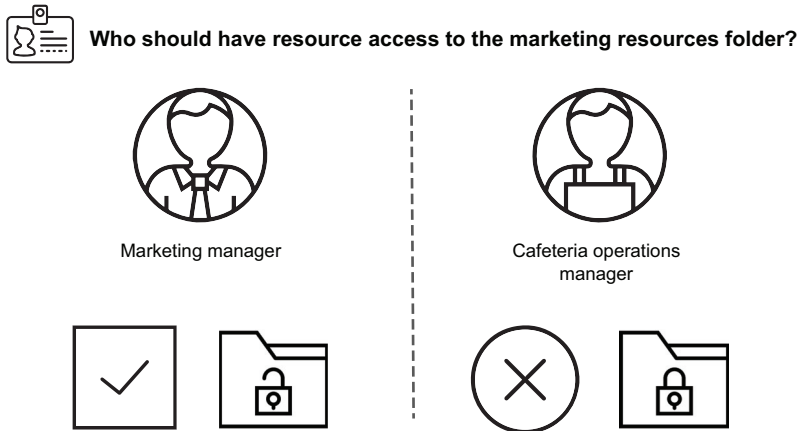 Who should have resource access to the marketing resources folder?
Marketing manager
Cafeteria operations
manager